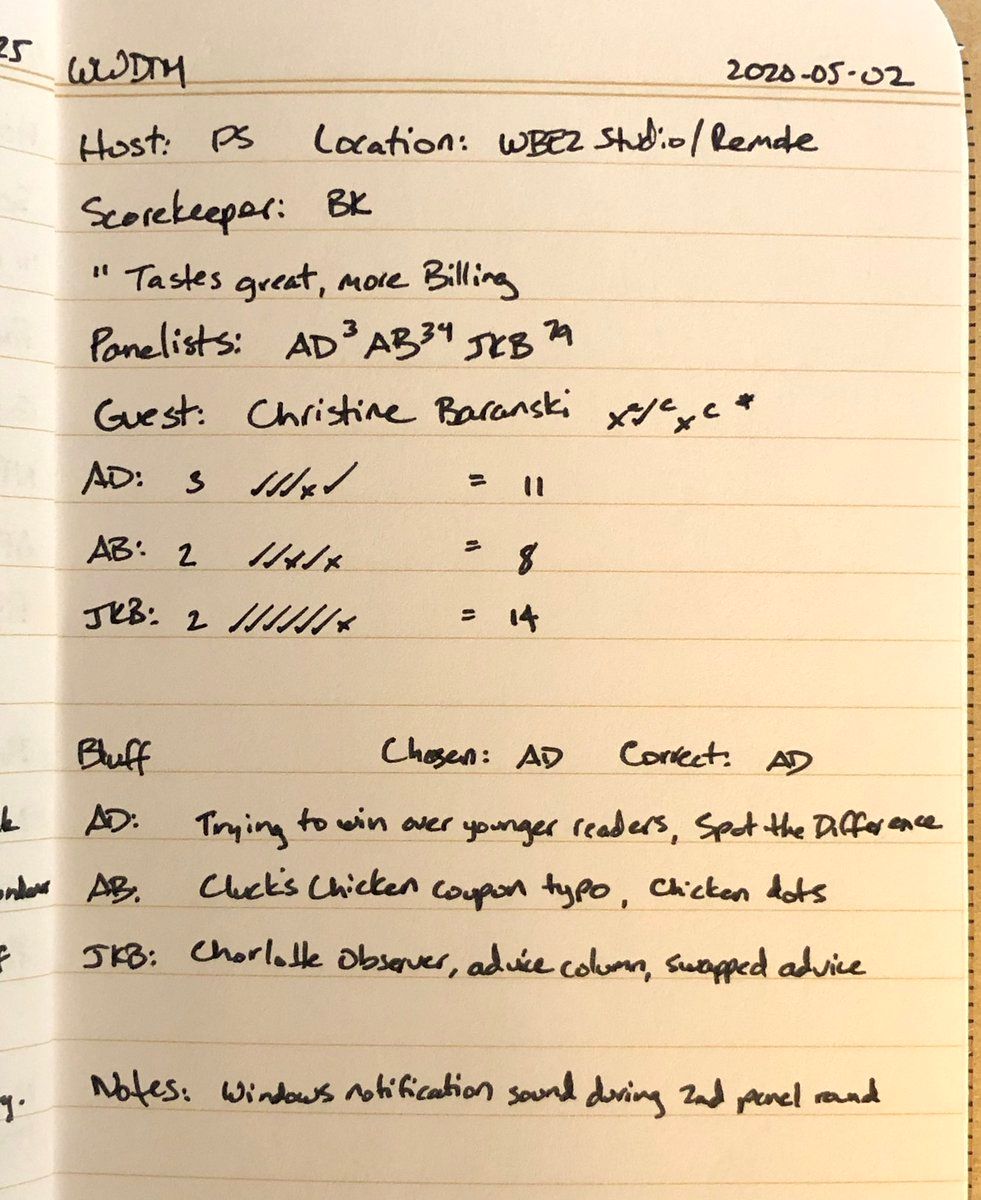 25
WWDTM 2020-05-02
Host: PS Location: WBEZ Studio/Remote
Scorekeeper: BK
" Tastes great, more Billing
Panelists: AD 3 AB 34 JKB 79
Guest: Christine Baranski x c ✓ c x c *
AD: 3 ✓✓✓x✓ = 11
AB: 2 ✓✓x✓x = 8
JKB: 2 ✓✓✓✓✓✓x = 14
Bluff Chosen: AD Correct: AD
AD: Trying to win over younger readers, Spot the Difference
AB: Cluck's Chicken coupon typo, Chicken dots
JKB: Charlotte Observer, advice column, swapped advice
Notes: Windows notification sound during 2nd panel round